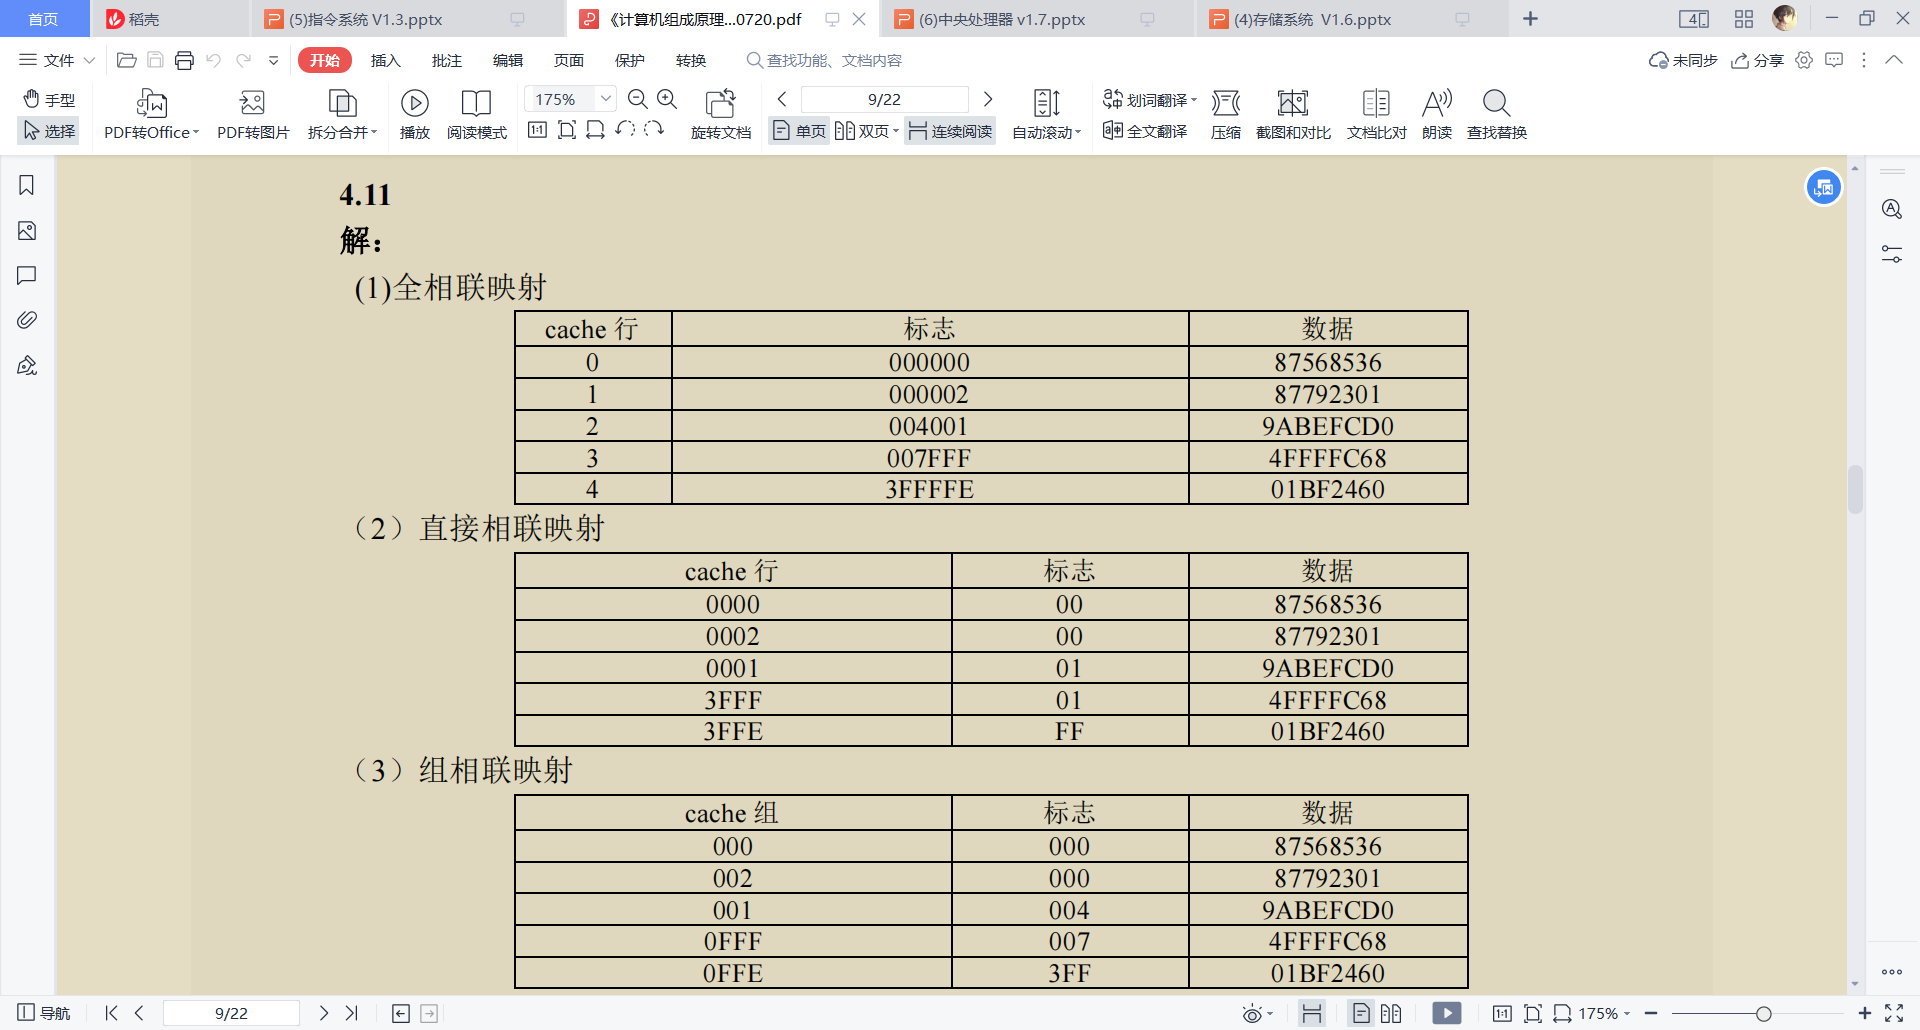 首页 稻壳 (5)指令系统 V1.3.pptx 《计算机组成原理...0720.pdf (6)中央处理器 v1.7.pptx (4)存储系统 V1.6.pptx 4
文件 开始 插入 批注 编辑 页面 保护 转换 查找功能、文档内容 未同步 分享
手型 175% 9/22 划词翻译
选择 PDF转Office PDF转图片 拆分合并 播放 阅读模式 1:1 旋转文档 单页 双页 连续阅读 自动滚动 全文翻译 压缩 截图和对比 文档比对 朗读 查找替换
4.11
解：
(1)全相联映射
cache 行 标志 数据
0 000000 87568536
1 000002 87792301
2 004001 9ABEFCD0
3 007FFF 4FFFFC68
4 3FFFFE 01BF2460
（2）直接相联映射
cache 行 标志 数据
0000 00 87568536
0002 00 87792301
0001 01 9ABEFCD0
3FFF 01 4FFFFC68
3FFE FF 01BF2460
（3）组相联映射
cache 组 标志 数据
000 000 87568536
002 000 87792301
001 004 9ABEFCD0
0FFF 007 4FFFFC68
0FFE 3FF 01BF2460
导航 9/22 1:1 175%